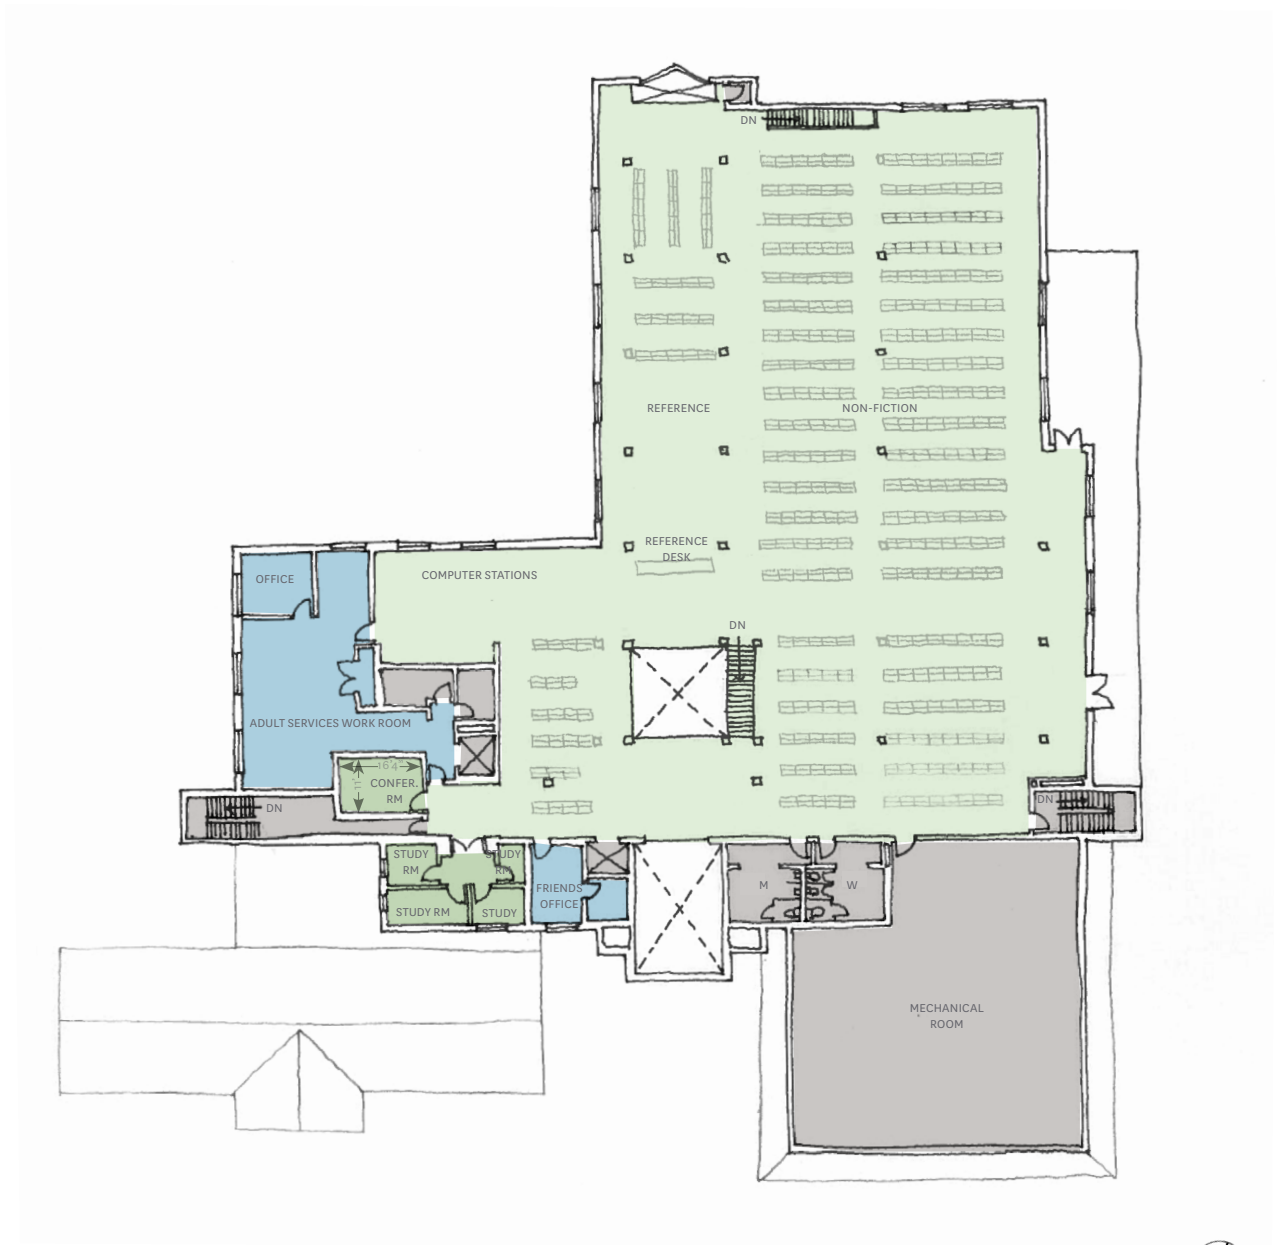 DN
REFERENCE
NON-FICTION
REFERENCE
DESK
OFFICE
COMPUTER STATIONS
DN
ADULT SERVICES WORK ROOM
16'4"
11'
CONFER.
RM
DN
DN
STUDY
RM
STUDY
RM
FRIENDS
OFFICE
M
W
STUDY RM
STUDY
MECHANICAL
ROOM